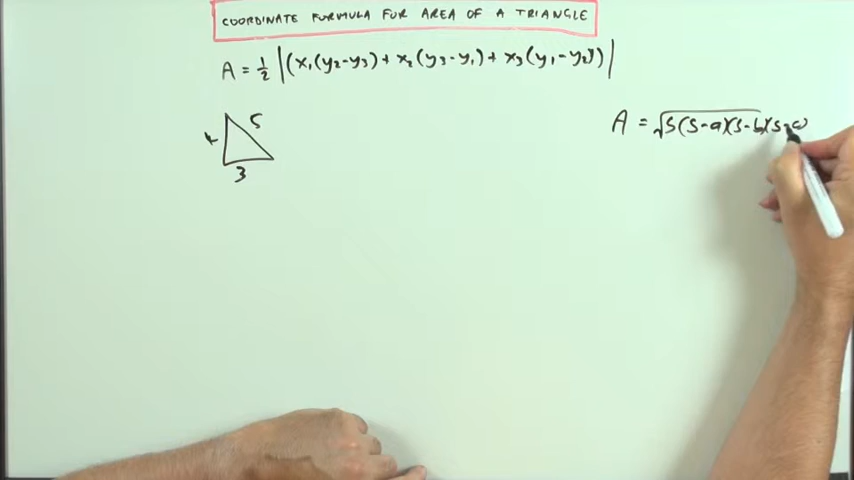 COORDINATE FORMULA FOR AREA OF A TRIANGLE
A = 1/2 |(x₁(y₂-y₃) + x₂(y₃-y₁) + x₃(y₁-y₂))|
A = √S(S-a)(S-b)(S-c)
4 5
3